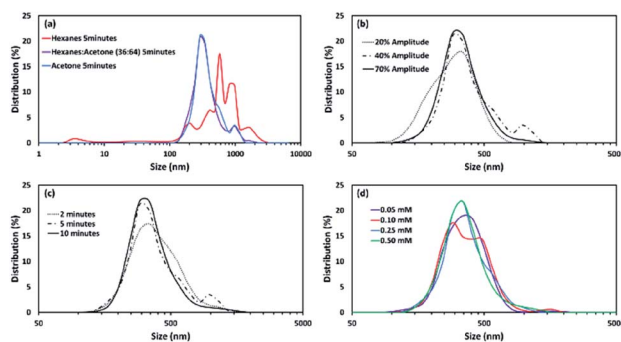 (a)
Hexanes 5minutes
Hexanes:Acetone (36:64) 5minutes
Acetone 5minutes
Distribution (%)
25
20
15
10
5
0
1
10
100
1000
10000
Size (nm)
(b)
20% Amplitude
40% Amplitude
70% Amplitude
Distribution (%)
25
20
15
10
5
0
50
500
500
Size (nm)
(c)
2 minutes
5 minutes
10 minutes
Distribution (%)
25
20
15
10
5
0
50
500
5000
Size (nm)
(d)
0.05 mM
0.10 mM
0.25 mM
0.50 mM
Distribution (%)
25
20
15
10
5
0
50
500
500
Size (nm)